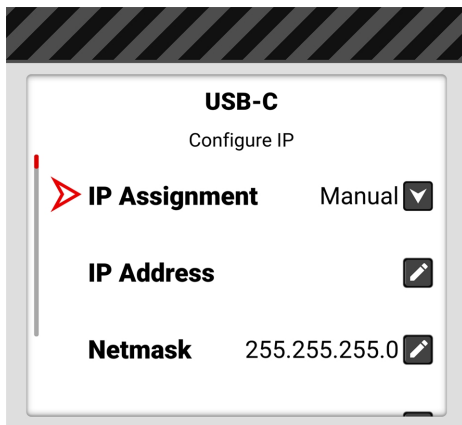 USB-C
Configure IP
IP Assignment Manual
IP Address
Netmask 255.255.255.0